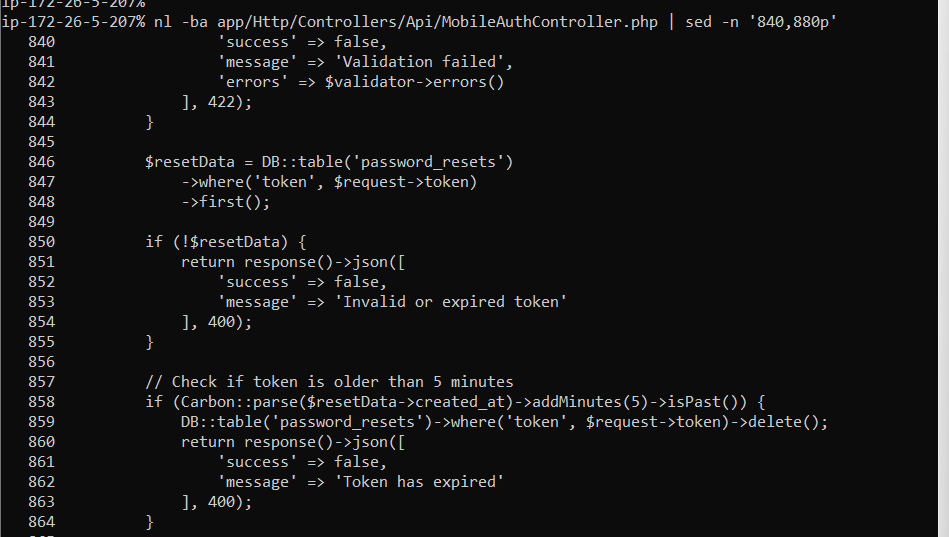 ip-172-26-5-207%
ip-172-26-5-207% nl -ba app/Http/Controllers/Api/MobileAuthController.php | sed -n '840,880p'
   840                  'success' => false,
   841                  'message' => 'Validation failed',
   842                  'errors' => $validator->errors()
   843              ], 422);
   844          }
   845
   846          $resetData = DB::table('password_resets')
   847              ->where('token', $request->token)
   848              ->first();
   849
   850          if (!$resetData) {
   851              return response()->json([
   852                  'success' => false,
   853                  'message' => 'Invalid or expired token'
   854              ], 400);
   855          }
   856
   857          // Check if token is older than 5 minutes
   858          if (Carbon::parse($resetData->created_at)->addMinutes(5)->isPast()) {
   859              DB::table('password_resets')->where('token', $request->token)->delete();
   860              return response()->json([
   861                  'success' => false,
   862                  'message' => 'Token has expired'
   863              ], 400);
   864          }